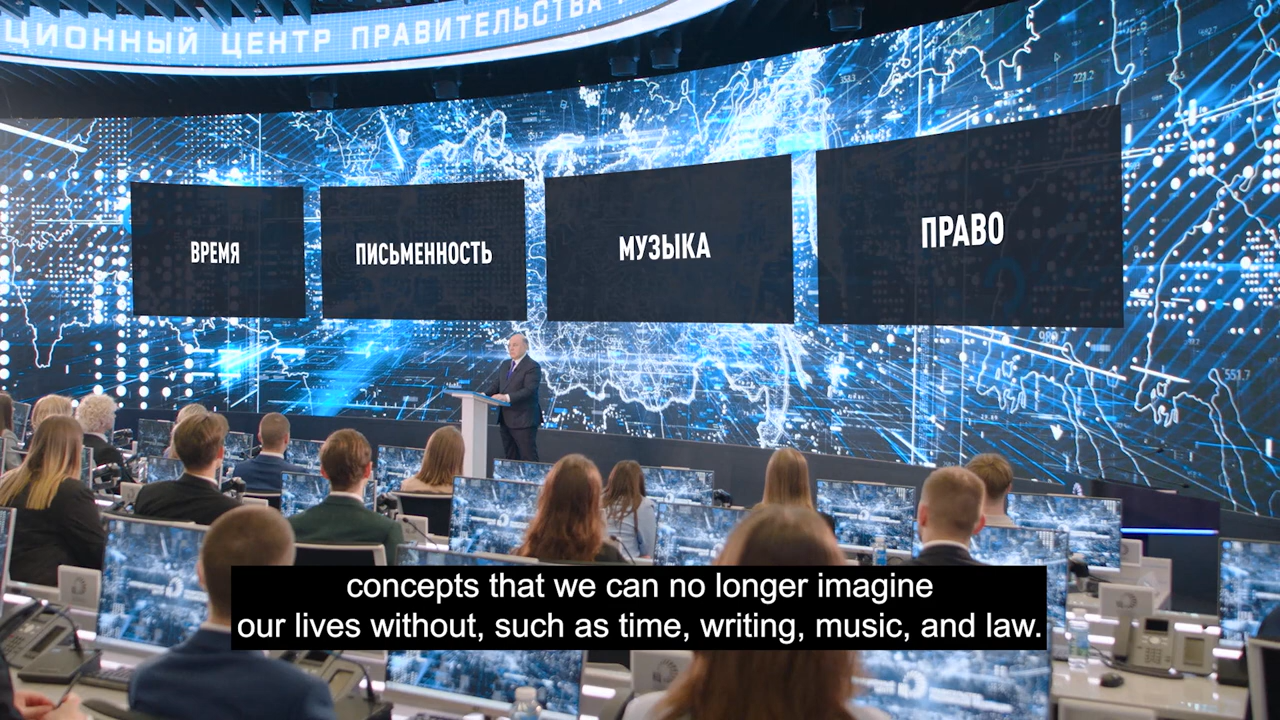 ЦИОННЫЙ ЦЕНТР ПРАВИТЕЛЬСТВА
ВРЕМЯ
ПИСЬМЕННОСТЬ
МУЗЫКА
ПРАВО
concepts that we can no longer imagine
our lives without, such as time, writing, music, and law.